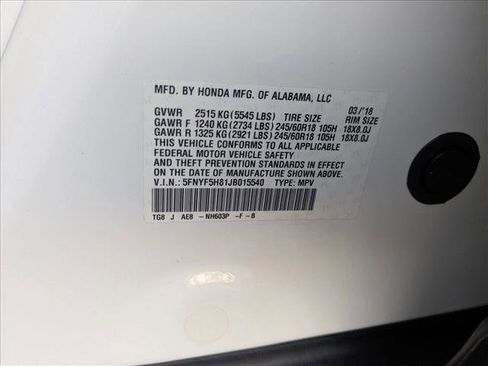 MFD. BY HONDA MFG. OF ALABAMA, LLC
03/'18
GVWR 2515 KG(5545 LBS) TIRE SIZE RIM SIZE
GAWR F 1240 KG(2734 LBS)245/60R18 105H 18X8.0J
GAWR R 1325 KG(2921 LBS)245/60R18 105H 18X8.0J
THIS VEHICLE CONFORMS TO ALL APPLICABLE
FEDERAL MOTOR VEHICLE SAFETY
AND THEFT PREVENTION STANDARDS IN EFFECT
ON THE DATE OF MANUFACTURE SHOWN ABOVE.
V.I.N.: 5FNYF5H81JB015540 TYPE: MPV
TG8 J AE8 -NH603P -F-B